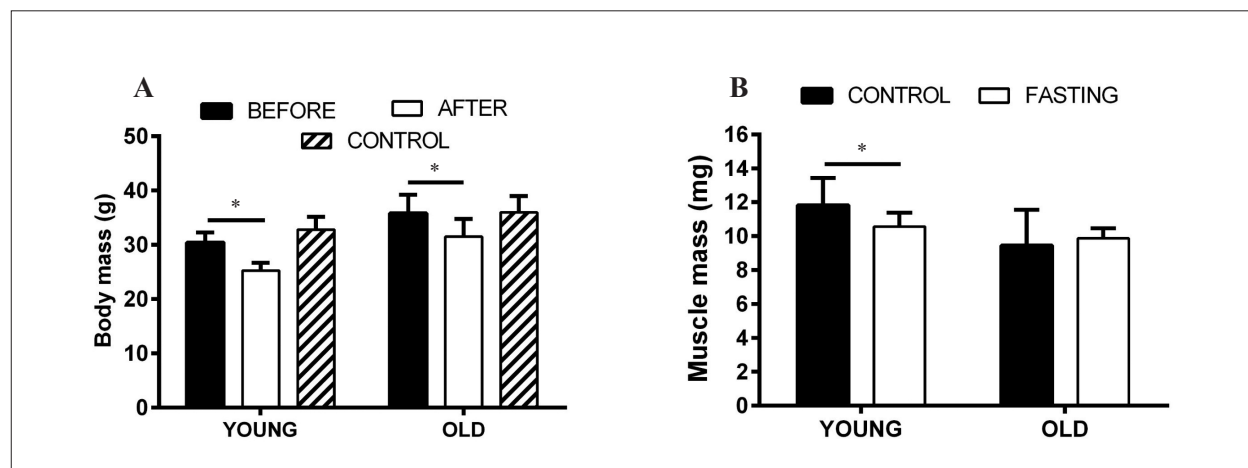 A
BEFORE
AFTER
CONTROL
50
40
30
20
10
0
Body mass (g)
*
*
YOUNG
OLD
B
CONTROL
FASTING
16
14
12
10
8
6
4
2
0
Muscle mass (mg)
*
YOUNG
OLD